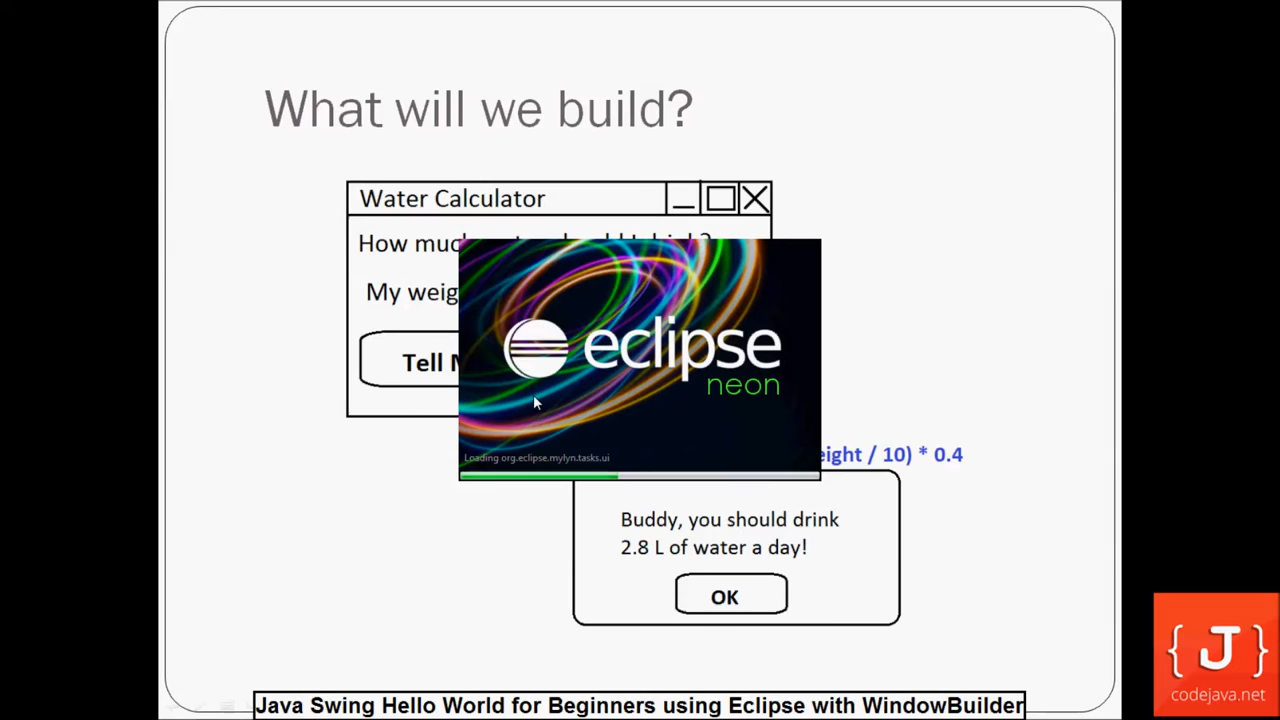 What will we build?
Water Calculator
How muc
My weig
Tell M
eclipse
neon
Loading org.eclipse.mylyn.tasks.ui
eight / 10) * 0.4
Buddy, you should drink
2.8 L of water a day!
OK
{ J }
codejava.net
Java Swing Hello World for Beginners using Eclipse with WindowBuilder